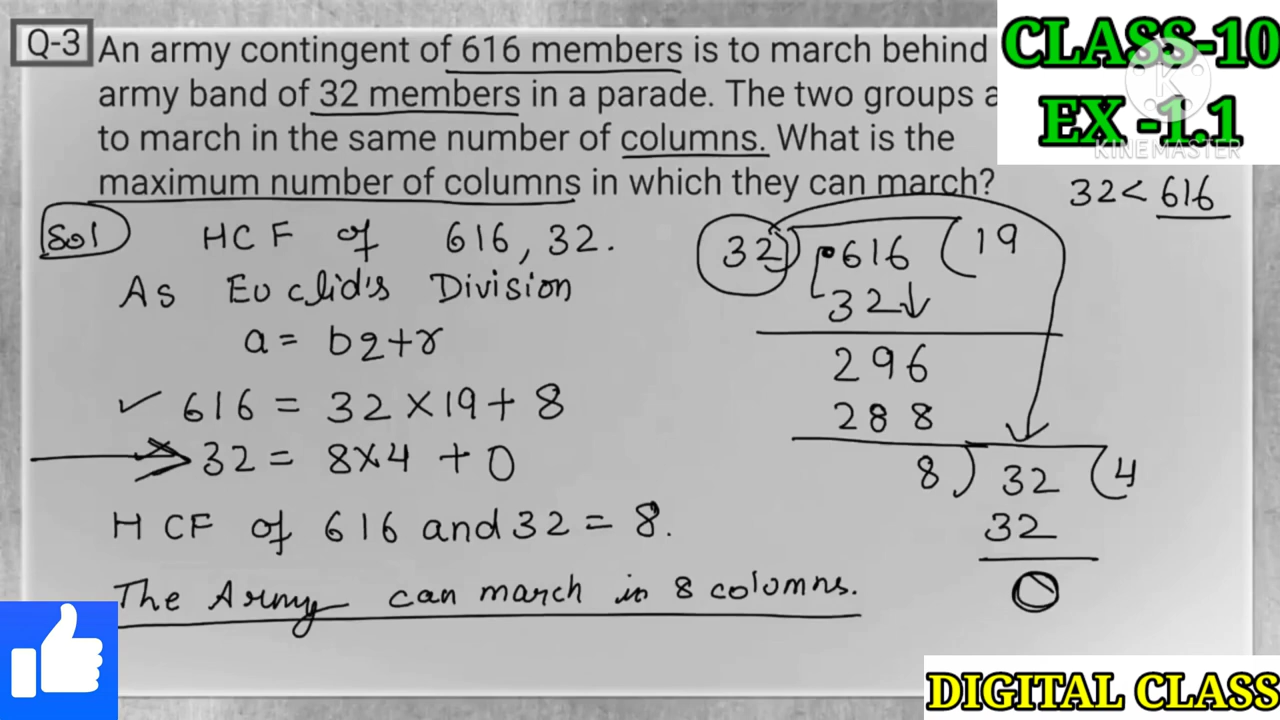 Q-3 An army contingent of 616 members is to march behind
army band of 32 members in a parade. The two groups a
to march in the same number of columns. What is the
maximum number of columns in which they can march?
CLASS-10
EX -1.1
KINEMASTER
32 < 616
Sol HCF of 616, 32.
As Euclid's Division
a = bq+r
616 = 32 × 19 + 8
32 = 8×4 + 0
HCF of 616 and 32 = 8.
The Army can march in 8 columns.
32) 616 (19
32↓
296
288
8) 32 (4
32
0
DIGITAL CLASS